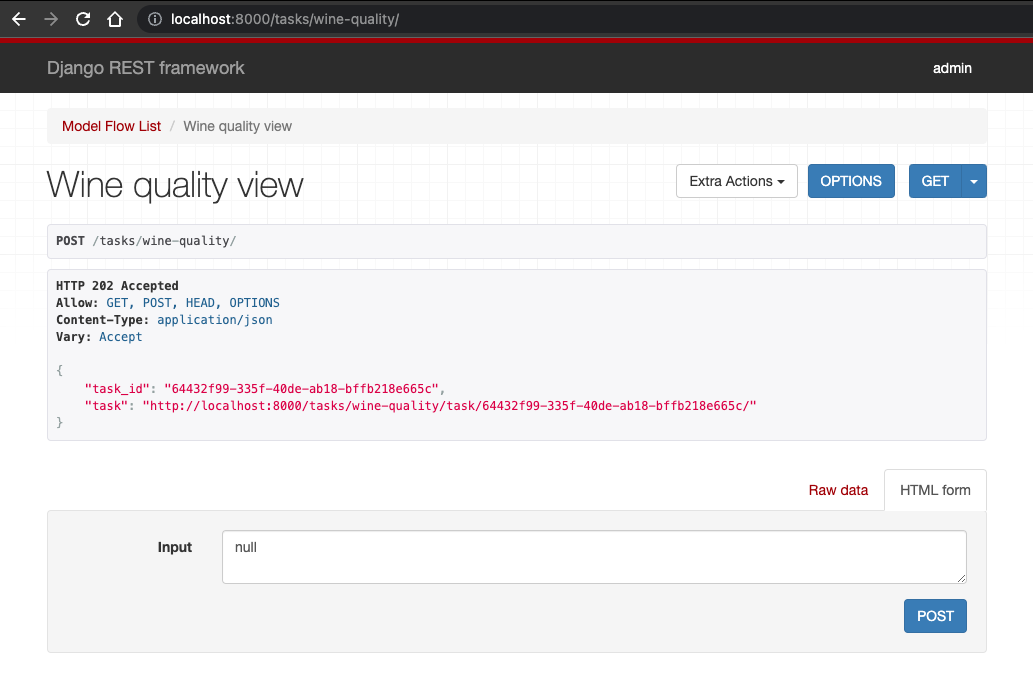 localhost:8000/tasks/wine-quality/
Django REST framework
admin
Model Flow List / Wine quality view
Wine quality view
Extra Actions
OPTIONS
GET
POST /tasks/wine-quality/
HTTP 202 Accepted
Allow: GET, POST, HEAD, OPTIONS
Content-Type: application/json
Vary: Accept
{
"task_id": "64432f99-335f-40de-ab18-bffb218e665c",
"task": "http://localhost:8000/tasks/wine-quality/task/64432f99-335f-40de-ab18-bffb218e665c/"
}
Raw data
HTML form
Input
null
POST